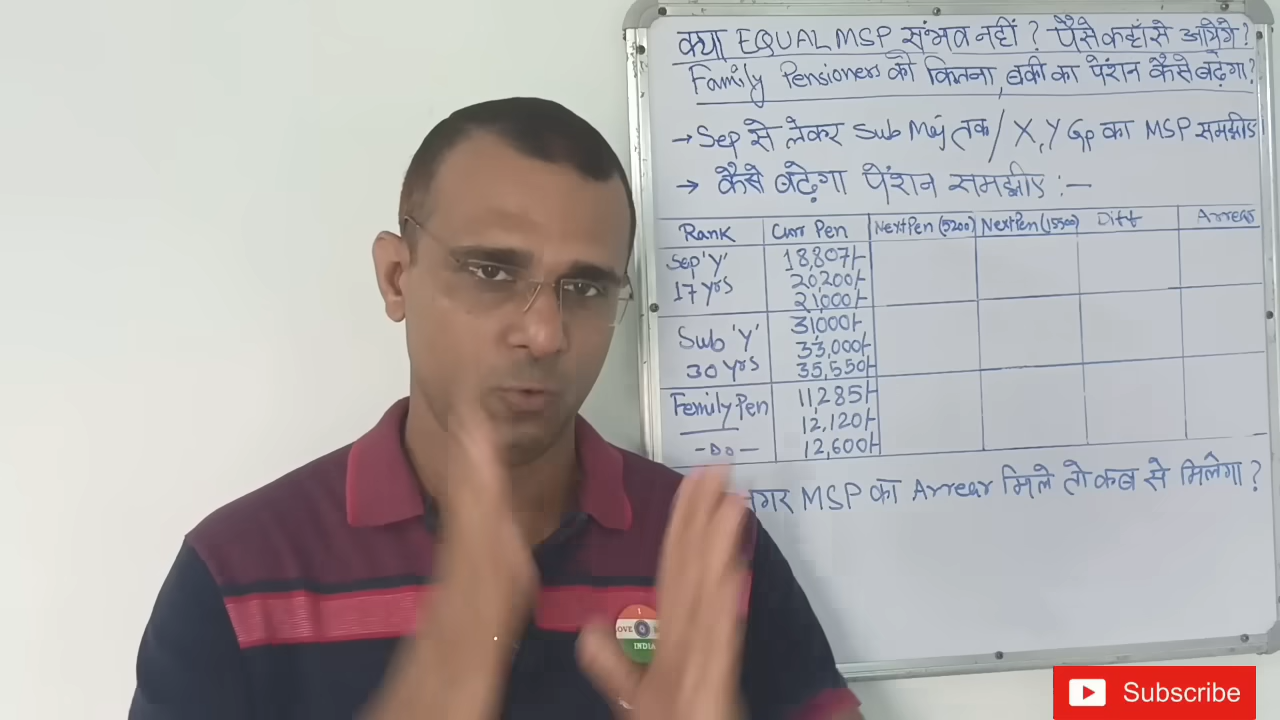 क्या EQUAL MSP संभव नहीं ? पैसे कहाँ से आयेंगे ?
Family Pensioners को कितना, बाकी का पेंशन कैसे बढ़ेगा ?
→ Sep से लेकर Sub Maj तक / X, Y Gp का MSP समझीए
→ कैसे बढ़ेगा पेंशन समझीए :—
Rank Curr Pen Next Pen (5200) Next Pen (15500) Diff Arrears
Sep 'Y' 18,807/-
17 yrs 20,200/-
21,000/-
Sub 'Y' 31,000/-
33,000/-
30 yrs 35,550/-
Family Pen 11,285/-
12,120/-
-Do- 12,600/-
अगर MSP का Arrear मिले तो कब से मिलेगा ?
I
LOVE
INDIA
Subscribe